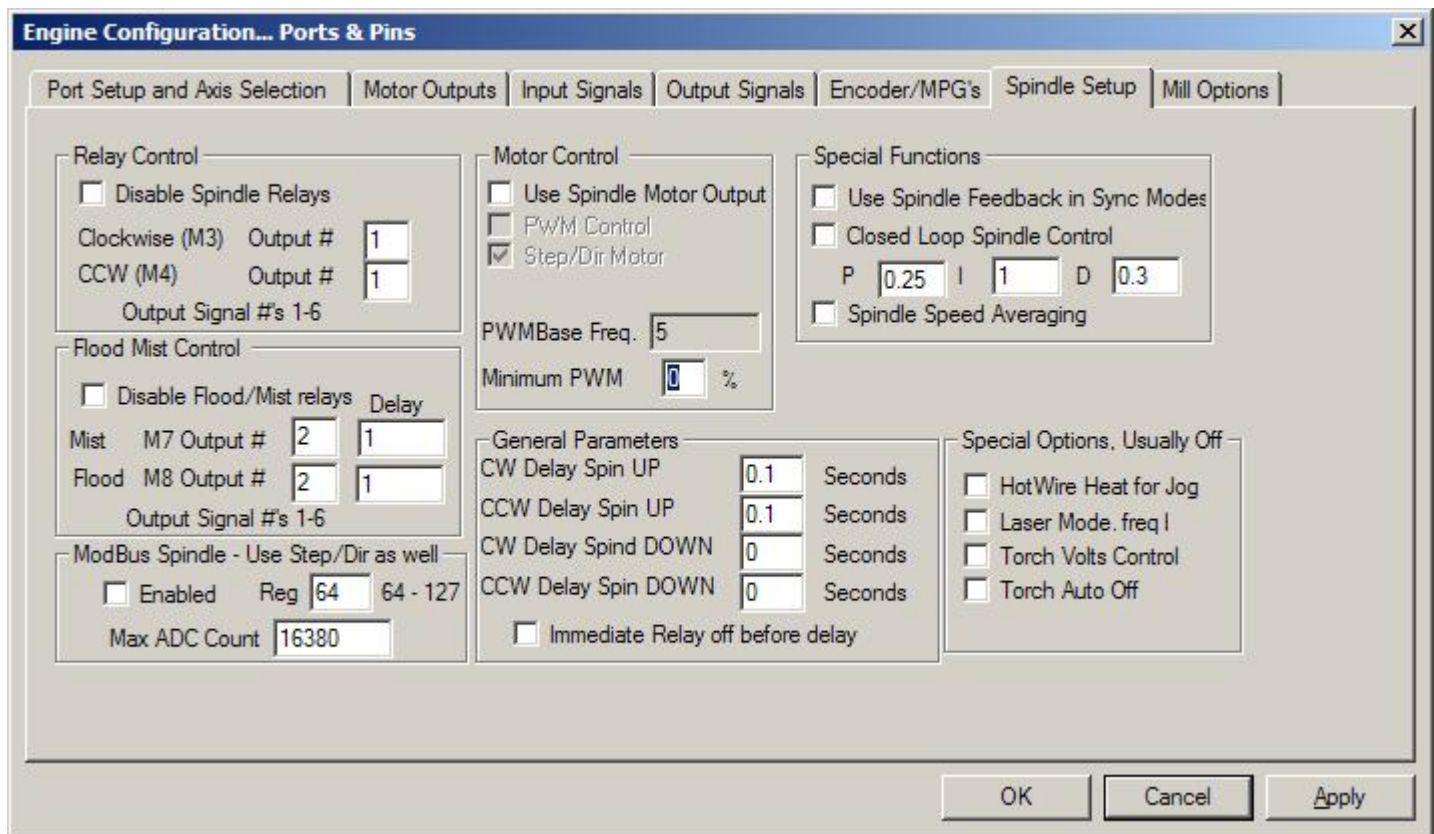 Engine Configuration... Ports & Pins
Port Setup and Axis Selection
Motor Outputs
Input Signals
Output Signals
Encoder/MPG's
Spindle Setup
Mill Options
Relay Control
Disable Spindle Relays
Clockwise (M3) Output # 1
CCW (M4) Output # 1
Output Signal #'s 1-6
Flood Mist Control
Disable Flood/Mist relays
Delay
Mist M7 Output # 2 1
Flood M8 Output # 2 1
Output Signal #'s 1-6
ModBus Spindle - Use Step/Dir as well
Enabled Reg 64 64 - 127
Max ADC Count 16380
Motor Control
Use Spindle Motor Output
PWM Control
Step/Dir Motor
PWMBase Freq. 5
Minimum PWM 0 %
General Parameters
CW Delay Spin UP 0.1 Seconds
CCW Delay Spin UP 0.1 Seconds
CW Delay Spind DOWN 0 Seconds
CCW Delay Spin DOWN 0 Seconds
Immediate Relay off before delay
Special Functions
Use Spindle Feedback in Sync Modes
Closed Loop Spindle Control
P 0.25 I 1 D 0.3
Spindle Speed Averaging
Special Options, Usually Off
HotWire Heat for Jog
Laser Mode. freq I
Torch Volts Control
Torch Auto Off
OK
Cancel
Apply